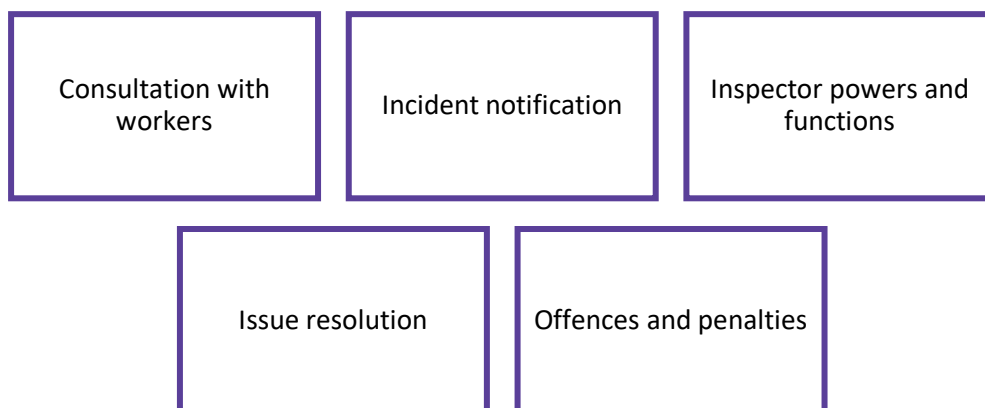 Consultation with
workers
Incident notification
Inspector powers and
functions
Issue resolution
Offences and penalties